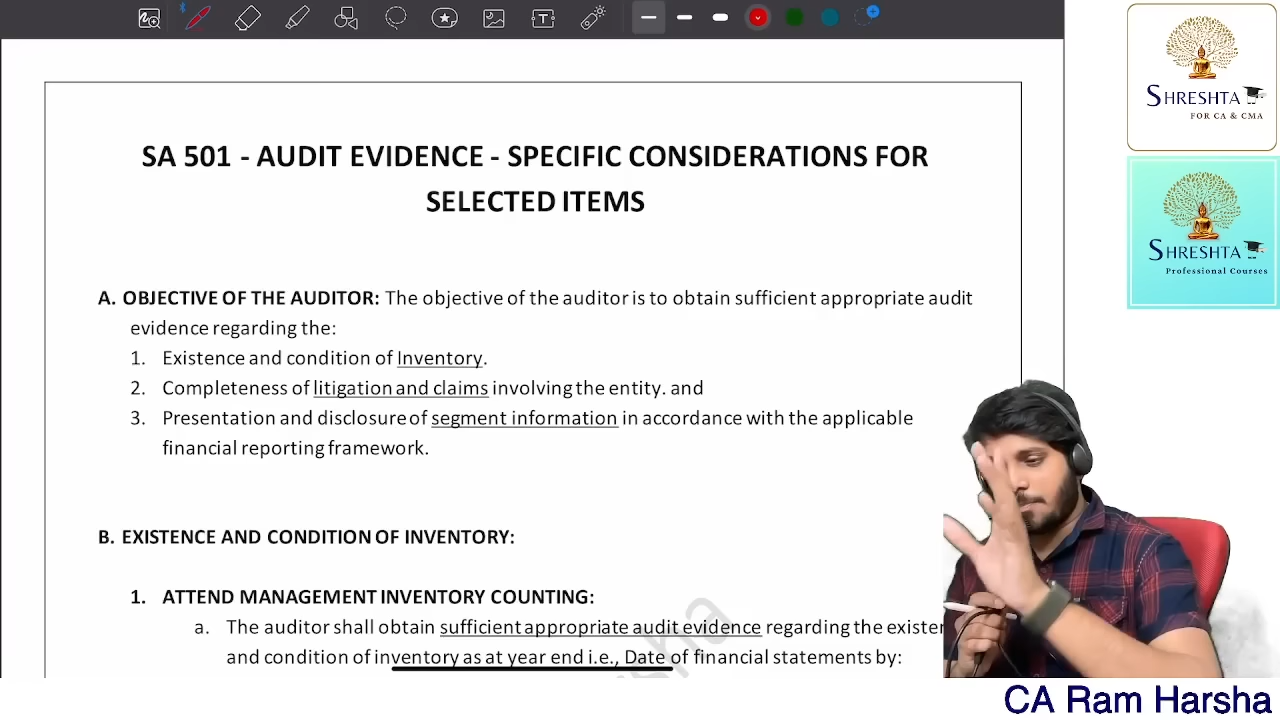 SHRESHTA
FOR CA & CMA
SHRESHTA
Professional Courses
SA 501 - AUDIT EVIDENCE - SPECIFIC CONSIDERATIONS FOR
SELECTED ITEMS
A. OBJECTIVE OF THE AUDITOR: The objective of the auditor is to obtain sufficient appropriate audit
evidence regarding the:
1. Existence and condition of Inventory.
2. Completeness of litigation and claims involving the entity. and
3. Presentation and disclosure of segment information in accordance with the applicable
financial reporting framework.
B. EXISTENCE AND CONDITION OF INVENTORY:
1. ATTEND MANAGEMENT INVENTORY COUNTING:
a. The auditor shall obtain sufficient appropriate audit evidence regarding the
and condition of inventory as at year end i.e., Date of financial statements by:
CA Ram Harsha